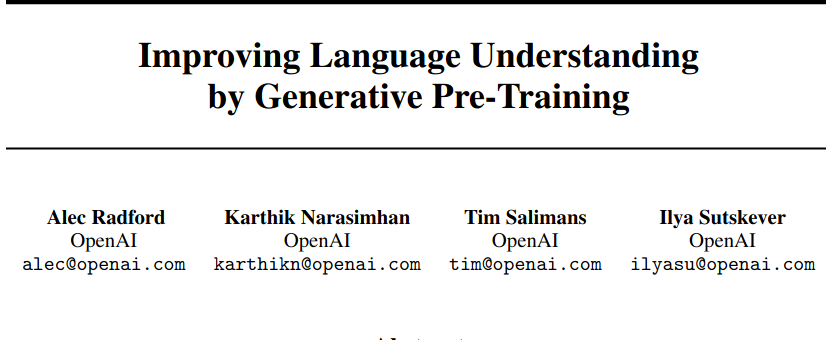 Improving Language Understanding
by Generative Pre-Training
Alec Radford Karthik Narasimhan Tim Salimans Ilya Sutskever
OpenAI OpenAI OpenAI OpenAI
alec@openai.com karthikn@openai.com tim@openai.com ilyasu@openai.com